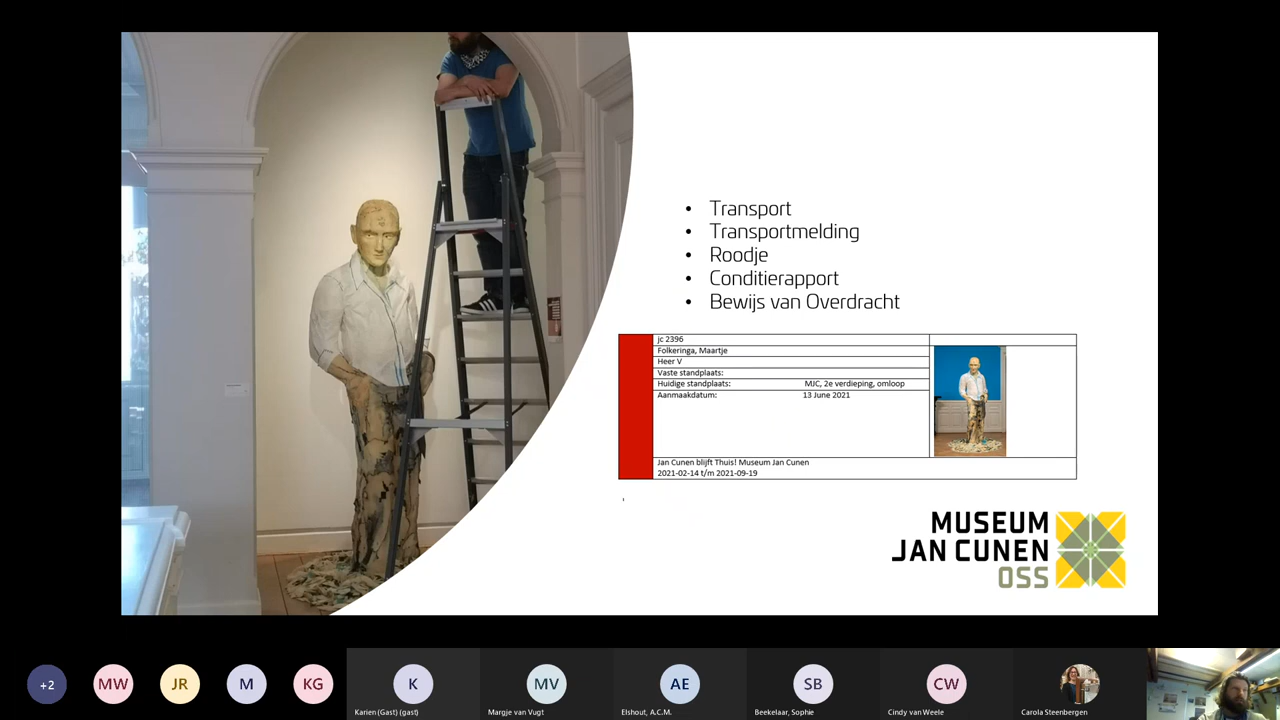 • Transport
• Transportmelding
• Roodje
• Conditierapport
• Bewijs van Overdracht
jc 2396
Folkeringa, Maartje
Heer V
Vaste standplaats:
Huidige standplaats: MJC, 2e verdieping, omloop
Aanmaakdatum: 13 June 2021
Jan Cunen blijft Thuis! Museum Jan Cunen
2021-02-14 t/m 2021-09-19
MUSEUM
JAN CUNEN
OSS
+2 MW JR M KG K MV AE SB CW
Karien (Gast) (gast) Margje van Vugt Elshout, A.C.M. Beekelaar, Sophie Cindy van Weele Carola Steenbergen